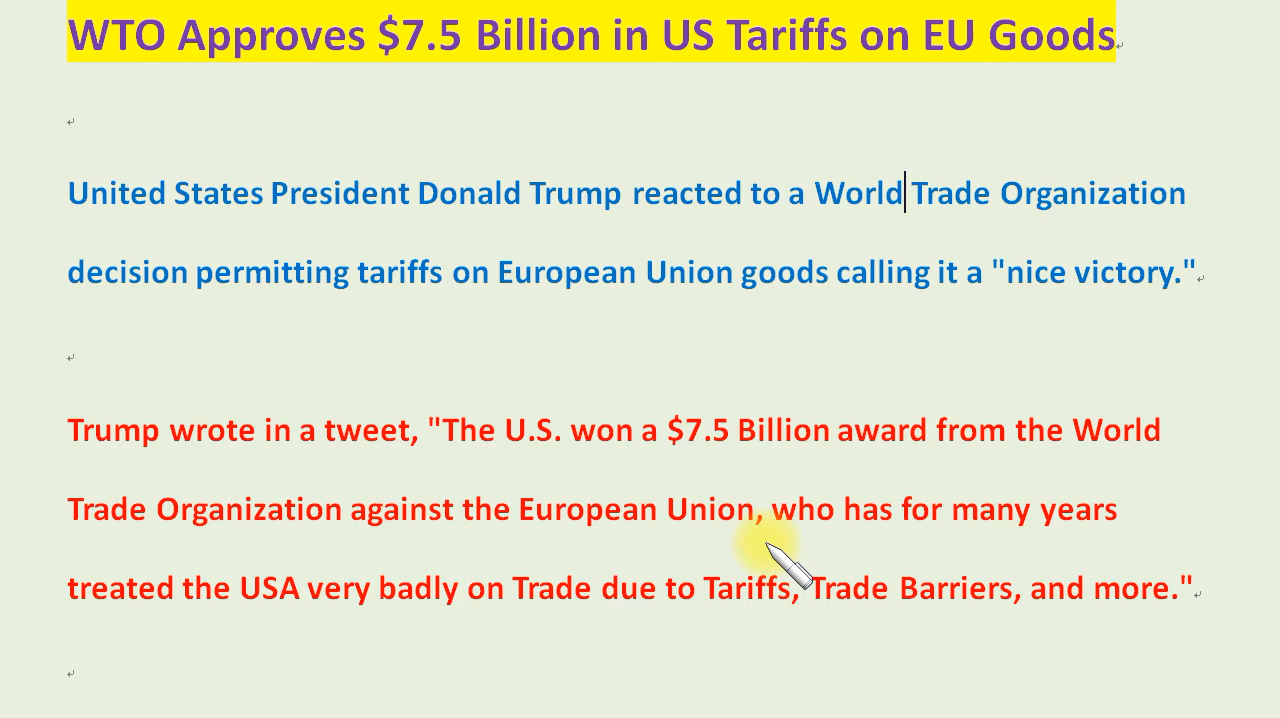 WTO Approves $7.5 Billion in US Tariffs on EU Goods
United States President Donald Trump reacted to a World Trade Organization
decision permitting tariffs on European Union goods calling it a "nice victory."
Trump wrote in a tweet, "The U.S. won a $7.5 Billion award from the World
Trade Organization against the European Union, who has for many years
treated the USA very badly on Trade due to Tariffs, Trade Barriers, and more."